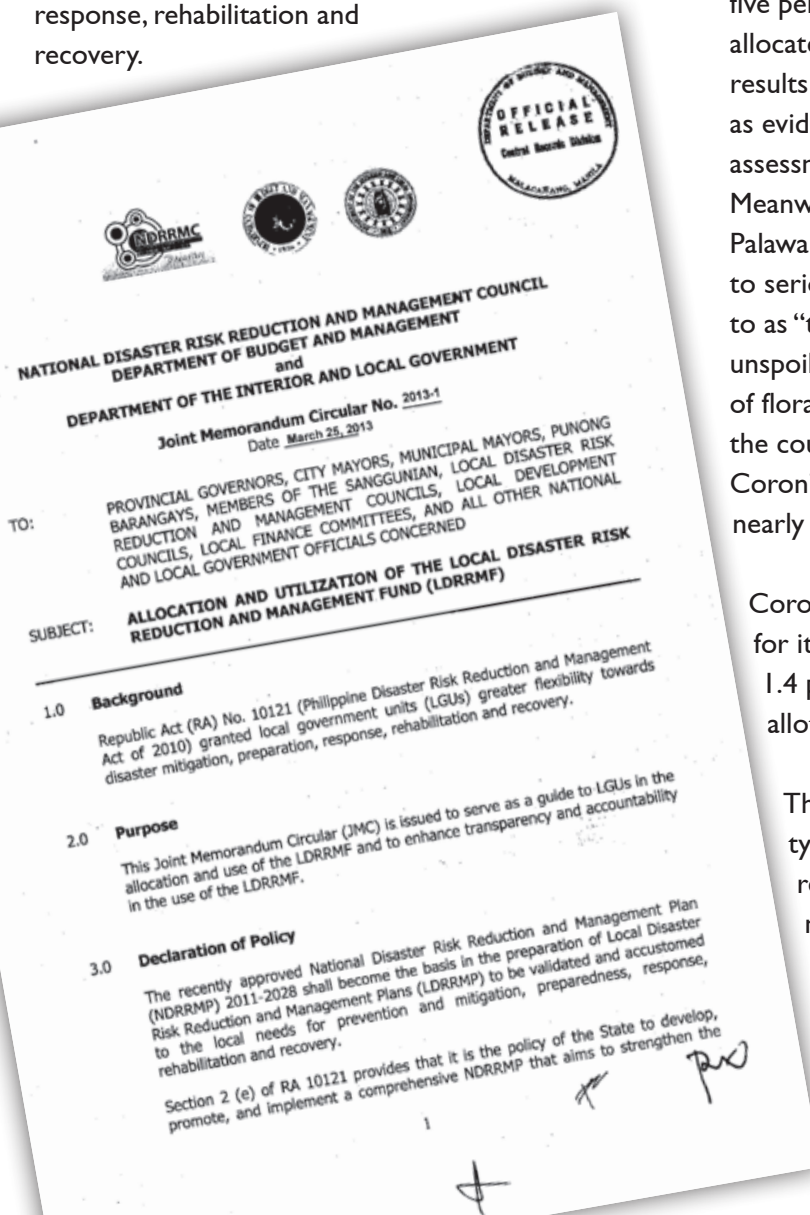 response, rehabilitation and
recovery.
DEPARTMENT OF BUDGET AND MANAGEMENT
OFFICIAL
RELEASE
Central Records Division
MALACAÑANG, MANILA
NDRRMC
NATIONAL DISASTER RISK REDUCTION AND MANAGEMENT COUNCIL
DEPARTMENT OF BUDGET AND MANAGEMENT
and
DEPARTMENT OF THE INTERIOR AND LOCAL GOVERNMENT
Joint Memorandum Circular No. 2013-1
Date March 25, 2013
TO: PROVINCIAL GOVERNORS, CITY MAYORS, MUNICIPAL MAYORS, PUNONG
BARANGAYS, MEMBERS OF THE SANGGUNIAN, LOCAL DISASTER RISK
REDUCTION AND MANAGEMENT COUNCILS, LOCAL DEVELOPMENT
COUNCILS, LOCAL FINANCE COMMITTEES, AND ALL OTHER NATIONAL
AND LOCAL GOVERNMENT OFFICIALS CONCERNED
SUBJECT: ALLOCATION AND UTILIZATION OF THE LOCAL DISASTER RISK
REDUCTION AND MANAGEMENT FUND (LDRRMF)
1.0 Background
Republic Act (RA) No. 10121 (Philippine Disaster Risk Reduction and Management
Act of 2010) granted local government units (LGUs) greater flexibility towards
disaster mitigation, preparation, response, rehabilitation and recovery.
2.0 Purpose
This Joint Memorandum Circular (JMC) is issued to serve as a guide to LGUs in the
allocation and use of the LDRRMF and to enhance transparency and accountability
in the use of the LDRRMF.
3.0 Declaration of Policy
The recently approved National Disaster Risk Reduction and Management Plan
(NDRRMP) 2011-2028 shall become the basis in the preparation of Local Disaster
Risk Reduction and Management Plans (LDRRMP) to be validated and accustomed
to the local needs for prevention and mitigation, preparedness, response,
rehabilitation and recovery.
Section 2 (e) of RA 10121 provides that it is the policy of the State to develop,
promote, and implement a comprehensive NDRRMP that aims to strengthen the
1
five
allocate
results
as
Meanw
Palawa
to
to as “t
unspoil
of flora
the cou
Coron
nearly
Coro
for it
1.4 p
allo
Th
ty
r